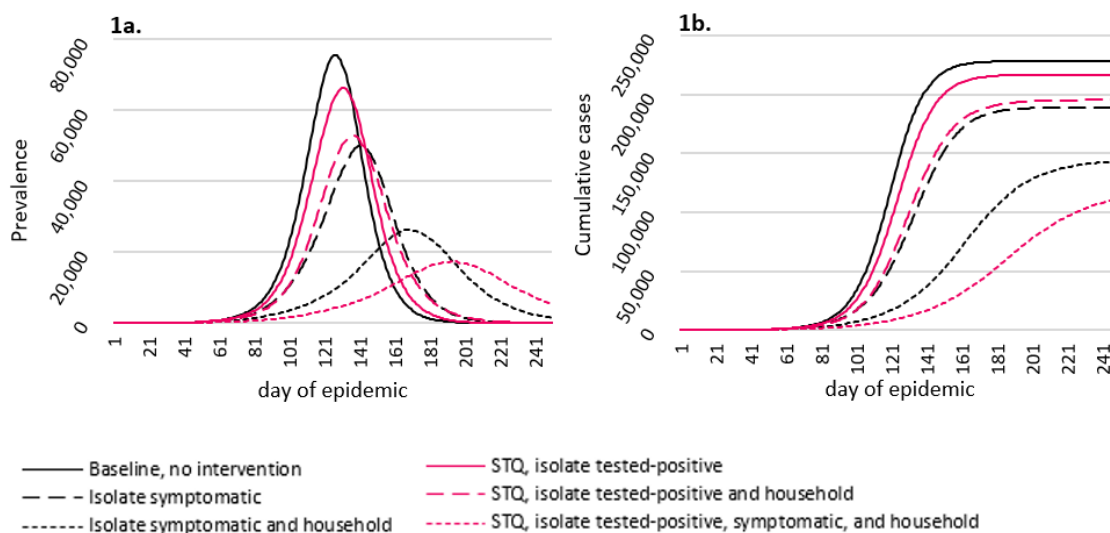 1a.
80,000
60,000
40,000
20,000
0
Prevalence
1 21 41 61 81 101 121 141 161 181 201 221 241
day of epidemic
1b.
250,000
200,000
150,000
100,000
50,000
0
Cumulative cases
1 21 41 61 81 101 121 141 161 181 201 221 241
day of epidemic
Baseline, no intervention
Isolate symptomatic
Isolate symptomatic and household
STQ, isolate tested-positive
STQ, isolate tested-positive and household
STQ, isolate tested-positive, symptomatic, and household